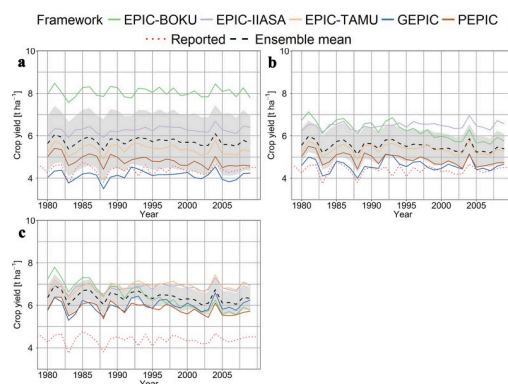 Framework EPIC-BOKU EPIC-IIASA EPIC-TAMU GEPIC PEPIC
Reported Ensemble mean
a
10
8
6
4
Crop yield [t ha⁻¹]
1980 1985 1990 1995 2000 2005
Year
b
10
8
6
4
Crop yield [t ha⁻¹]
1980 1985 1990 1995 2000 2005
Year
c
10
8
6
4
Crop yield [t ha⁻¹]
1980 1985 1990 1995 2000 2005
Year